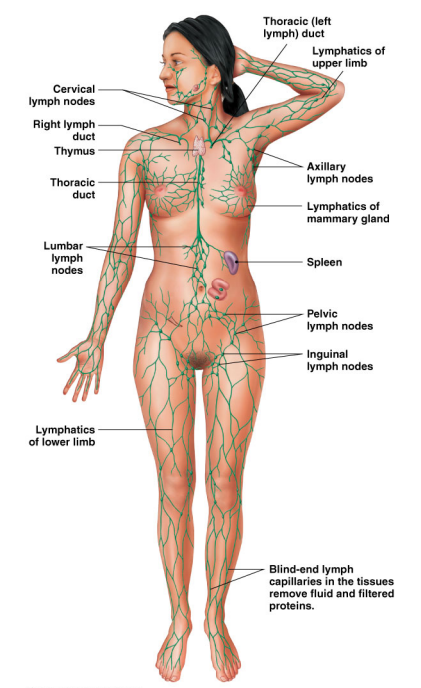 Thoracic (left
lymph) duct
Lymphatics of
upper limb
Cervical
lymph nodes
Right lymph
duct
Thymus
Thoracic
duct
Axillary
lymph nodes
Lymphatics of
mammary gland
Lumbar
lymph
nodes
Spleen
Pelvic
lymph nodes
Inguinal
lymph nodes
Lymphatics
of lower limb
Blind-end lymph
capillaries in the tissues
remove fluid and filtered
proteins.